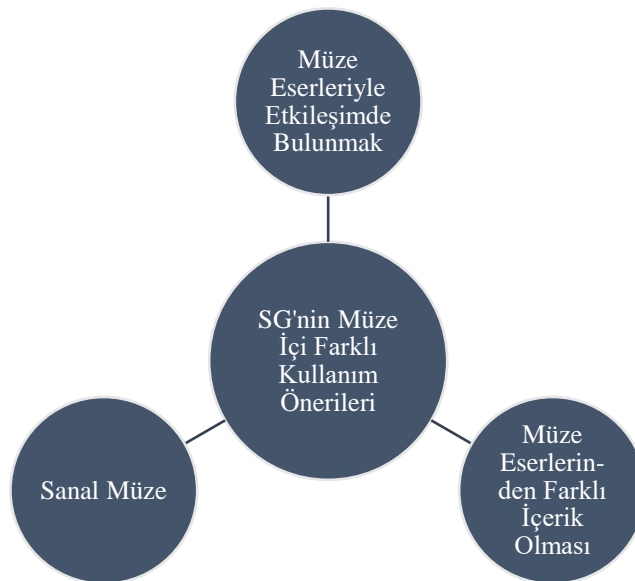 Müze
Eserleriyle
Etkileşimde
Bulunmak
SG'nin Müze
İçi Farklı
Kullanım
Önerileri
Sanal Müze
Müze
Eserlerin-
den Farklı
İçerik
Olması